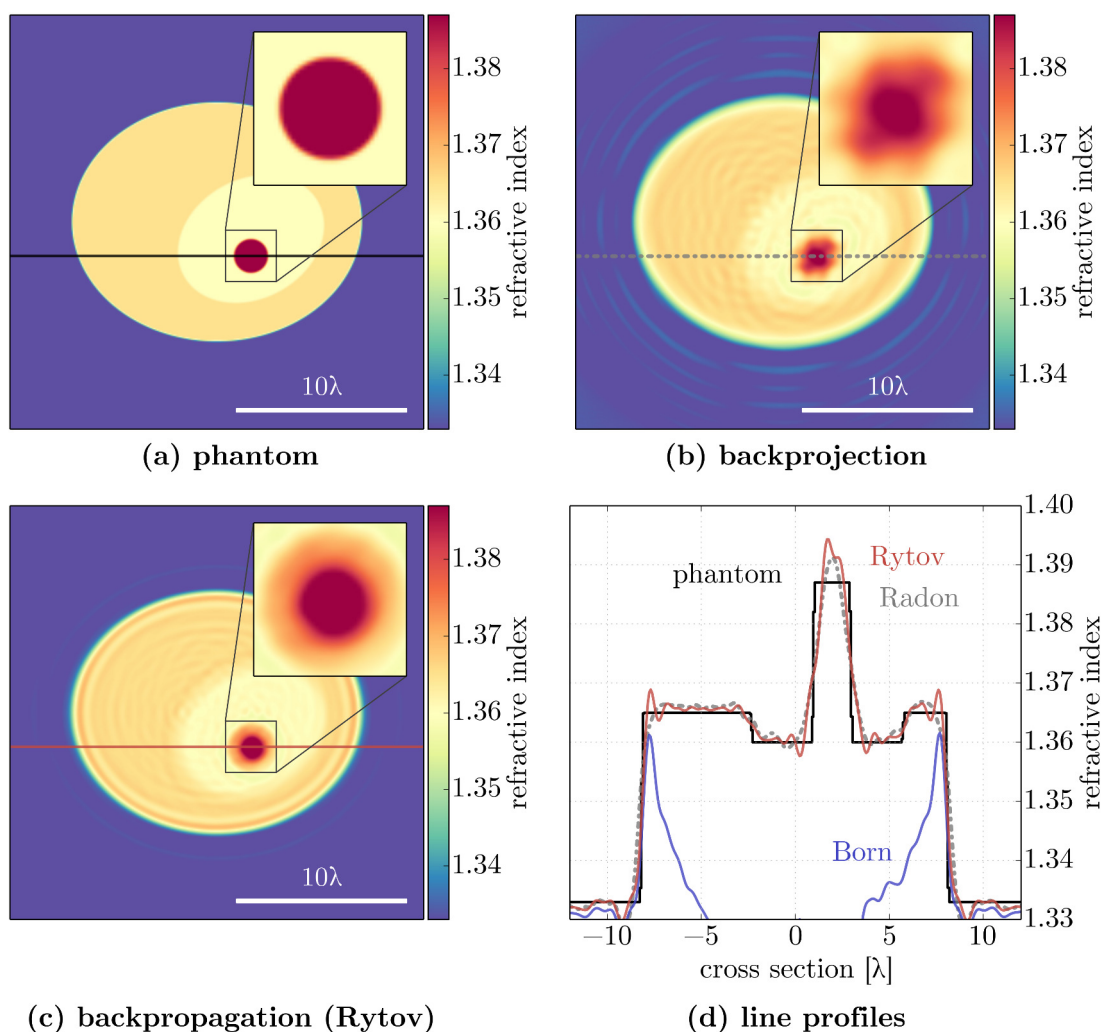 1.38
1.37
1.36
1.35
1.34
refractive index
10λ
(a) phantom
1.38
1.37
1.36
1.35
1.34
refractive index
10λ
(b) backprojection
1.38
1.37
1.36
1.35
1.34
refractive index
10λ
(c) backpropagation (Rytov)
phantom
Rytov
Radon
Born
1.40
1.39
1.38
1.37
1.36
1.35
1.34
1.33
refractive index
−10 −5 0 5 10
cross section [λ]
(d) line profiles